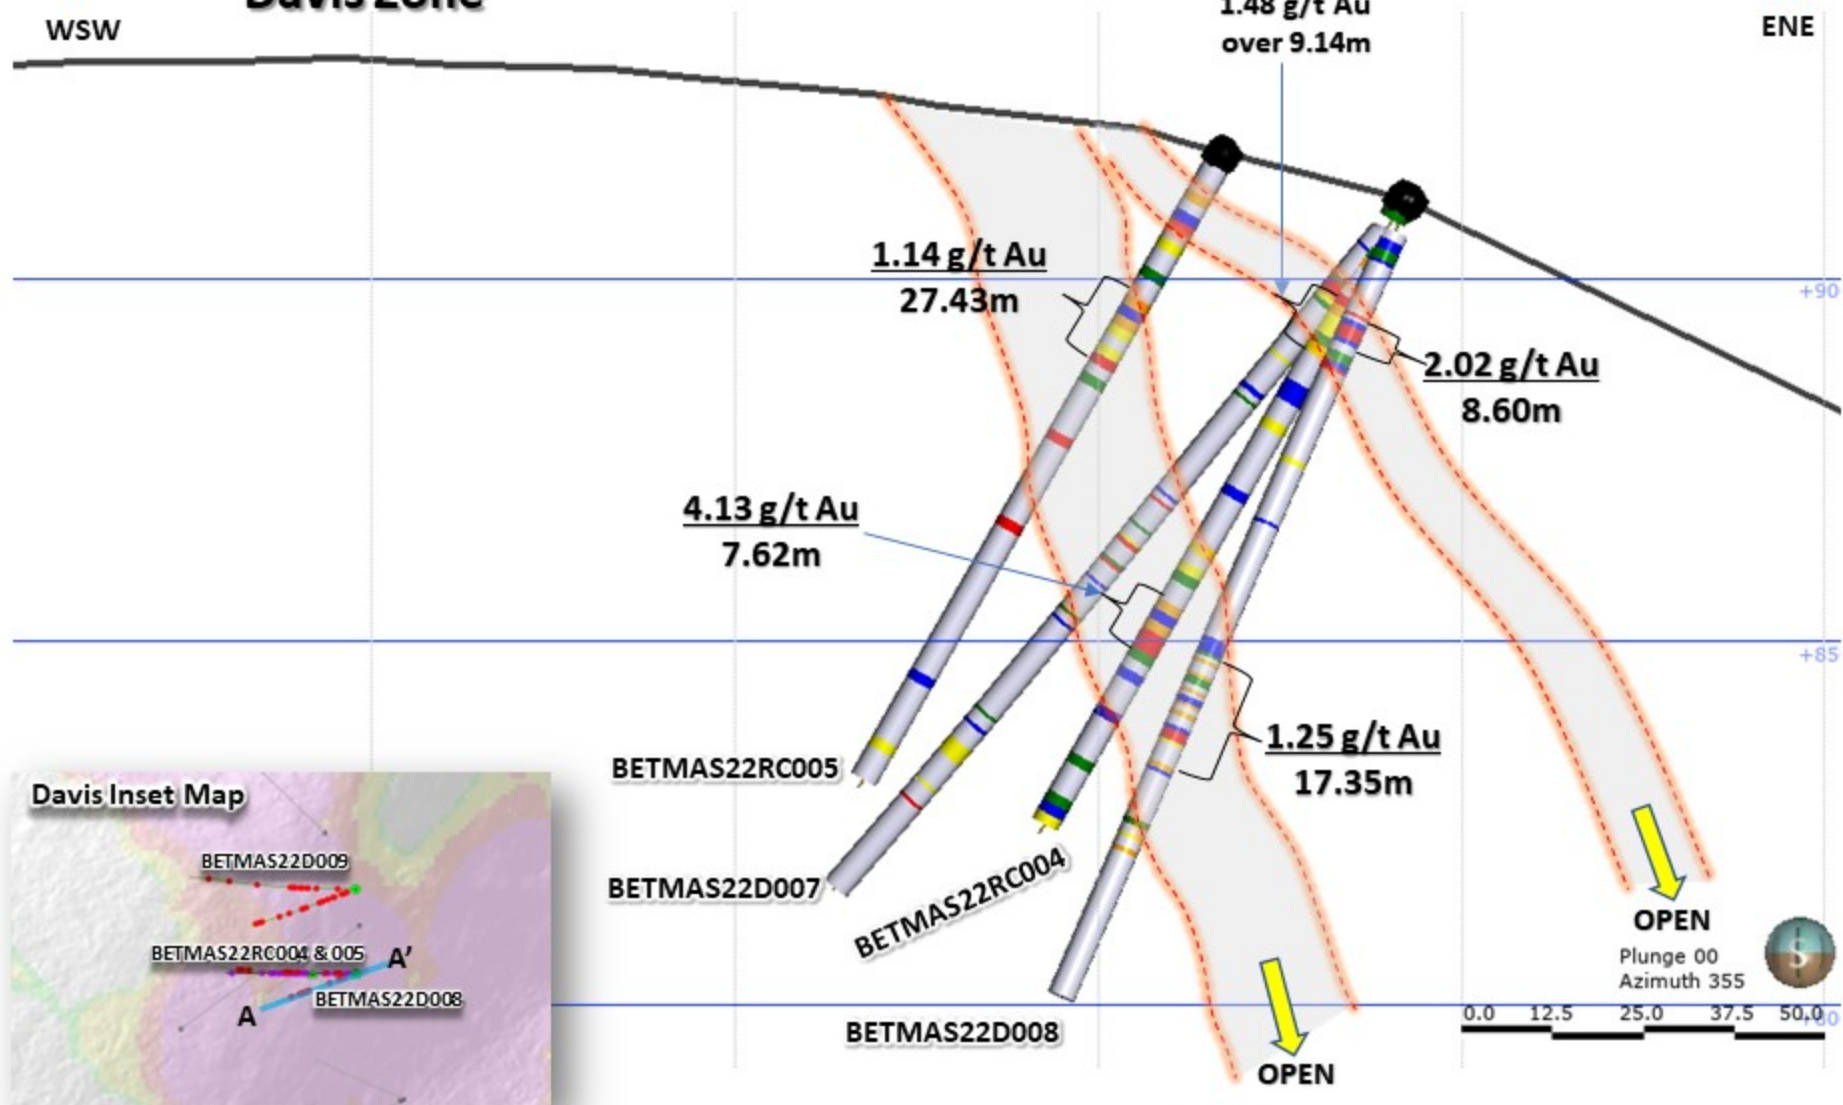 Davis Zone
WSW
1.48 g/t Au
over 9.14m
ENE
1.14 g/t Au
27.43m
+90
2.02 g/t Au
8.60m
4.13 g/t Au
7.62m
+85
1.25 g/t Au
17.35m
BETMAS22RC005
BETMAS22D007
BETMAS22RC004
BETMAS22D008
OPEN
OPEN
Plunge 00
Azimuth 355
S
0.0 12.5 25.0 37.5 50.0
Davis Inset Map
BETMAS22D009
BETMAS22RC004 & 005
A'
BETMAS22D008
A